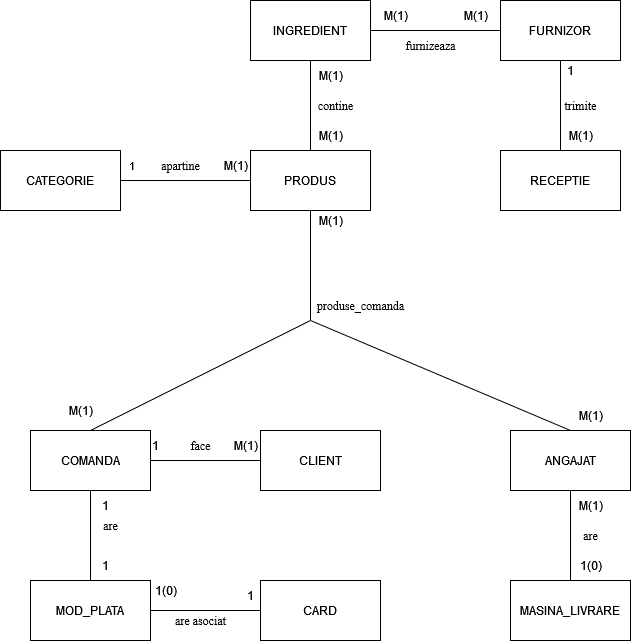 INGREDIENT
M(1)
M(1)
furnizeaza
FURNIZOR
M(1)
contine
M(1)
1
trimite
M(1)
CATEGORIE
1
apartine
M(1)
PRODUS
RECEPTIE
M(1)
produse_comanda
M(1)
M(1)
COMANDA
1
face
M(1)
CLIENT
ANGAJAT
1
are
1
M(1)
are
1(0)
MOD_PLATA
1(0)
1
are asociat
CARD
MASINA_LIVRARE